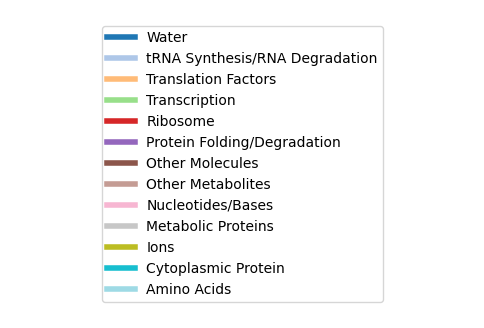 Water
tRNA Synthesis/RNA Degradation
Translation Factors
Transcription
Ribosome
Protein Folding/Degradation
Other Molecules
Other Metabolites
Nucleotides/Bases
Metabolic Proteins
Ions
Cytoplasmic Protein
Amino Acids